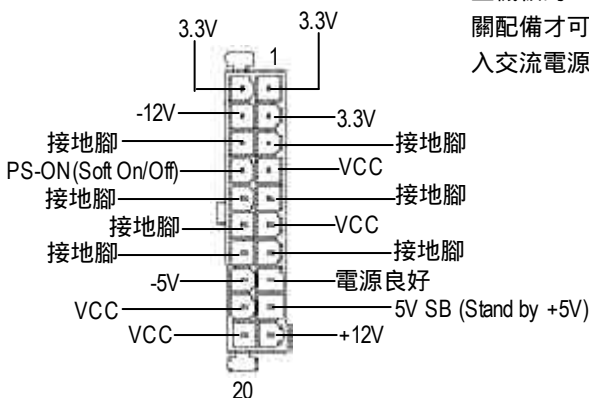 3.3V 3.3V
關配備才可
1
入交流電源
-12V 3.3V
接地腳 接地腳
PS-ON(Soft On/Off) VCC
接地腳 接地腳
接地腳 VCC
接地腳 接地腳
-5V 電源良好
VCC 5V SB (Stand by +5V)
VCC +12V
20